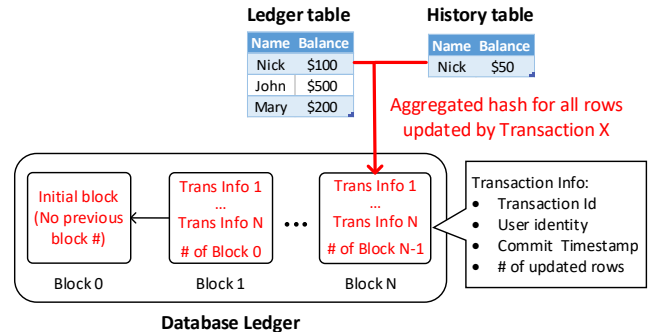 Ledger table
History table
Name Balance
Nick $100
John $500
Mary $200
Name Balance
Nick $50
Aggregated hash for all rows
updated by Transaction X
Initial block
(No previous
block #)
Block 0
Trans Info 1
...
Trans Info N
# of Block 0
Block 1
...
Trans Info 1
...
Trans Info N
# of Block N-1
Block N
Transaction Info:
• Transaction Id
• User identity
• Commit Timestamp
• # of updated rows
Database Ledger